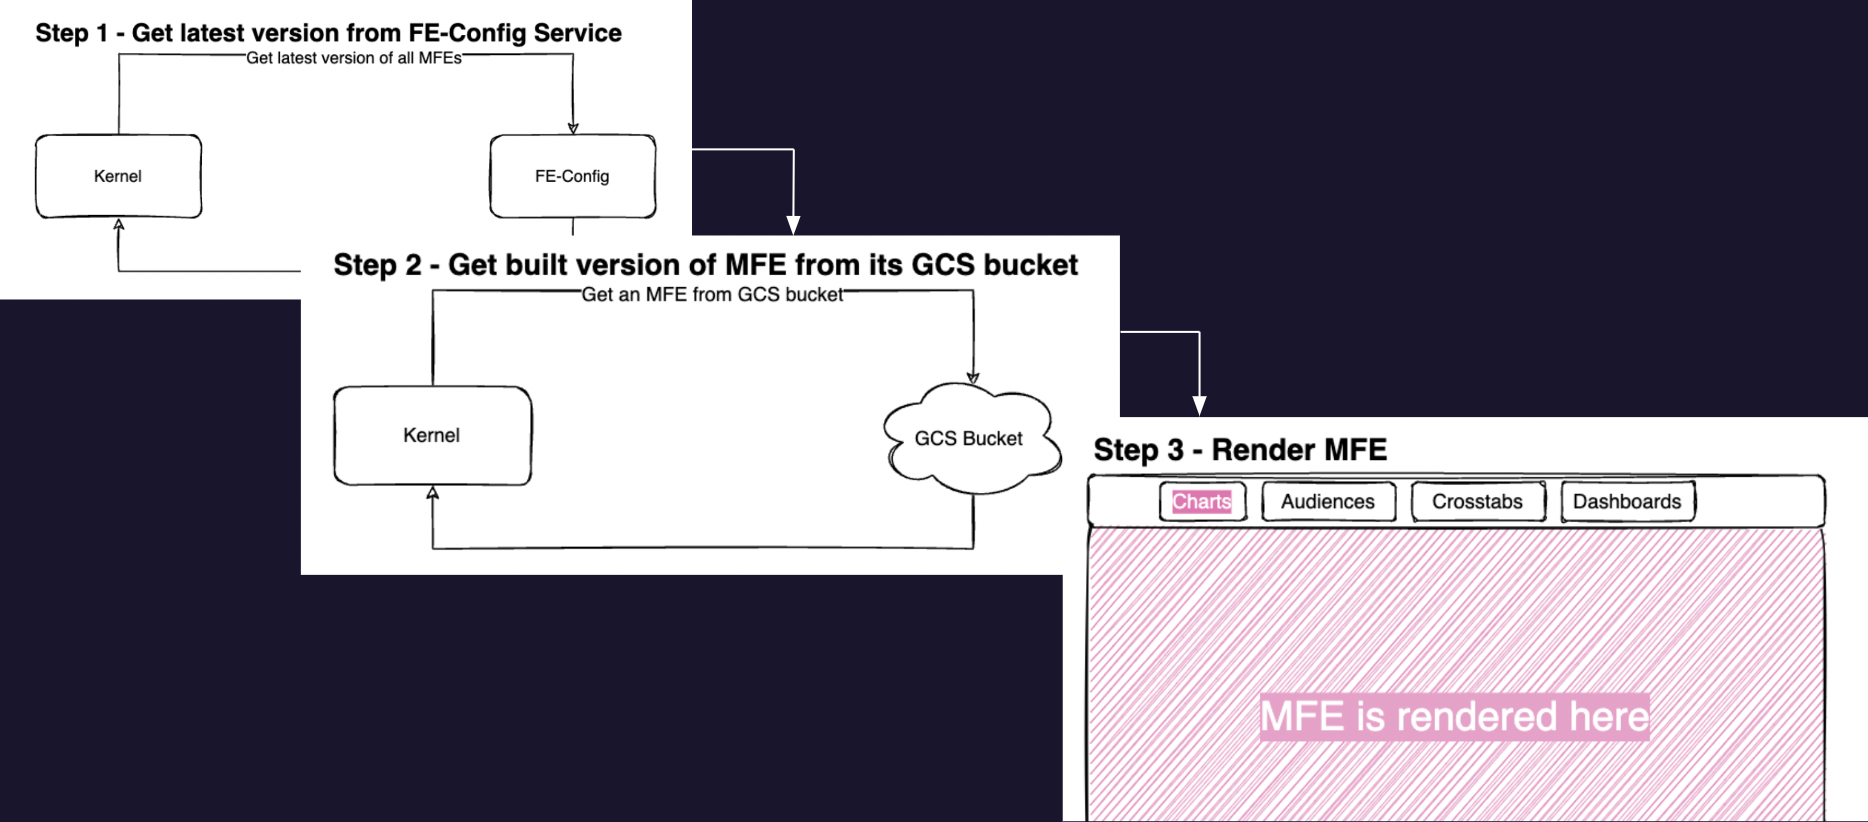 Step 1 - Get latest version from FE-Config Service
Get latest version of all MFEs
Kernel
FE-Config
Step 2 - Get built version of MFE from its GCS bucket
Get an MFE from GCS bucket
Kernel
GCS Bucket
Step 3 - Render MFE
Charts
Audiences
Crosstabs
Dashboards
MFE is rendered here